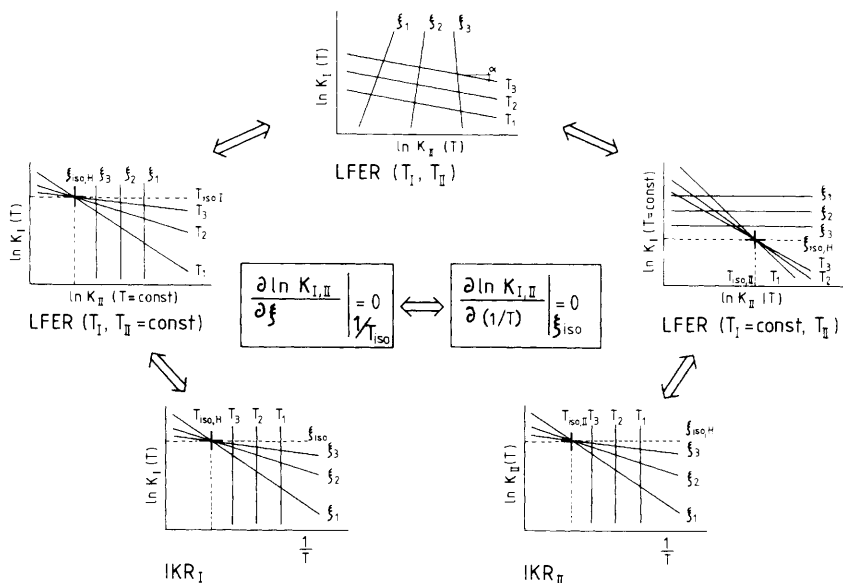 ξ₁ ξ₂ ξ₃
ln K_I (T)
α
T₃
T₂
T₁
ln K_II (T)
LFER (T_I, T_II)
ξ_iso,H ξ₃ ξ₂ ξ₁
T_iso,I
T₃
T₂
T₁
ln K_I (T)
ln K_II (T=const)
LFER (T_I, T_II=const)
ln K_I (T=const)
ξ₁
ξ₂
ξ₃
ξ_iso,H
T₃
T_iso,II T₁ T₂
ln K_II (T)
LFER (T_I=const, T_II)
∂ ln K_I,II / ∂ξ | 1/T_iso = 0
∂ ln K_I,II / ∂ (1/T) | ξ_iso = 0
T_iso,H T₃ T₂ T₁
ξ_iso
ξ₃
ξ₂
ξ₁
ln K_I (T)
1/T
IKR_I
T_iso,II T₃ T₂ T₁
ξ_iso,H
ξ₃
ξ₂
ξ₁
ln K_II (T)
1/T
IKR_II